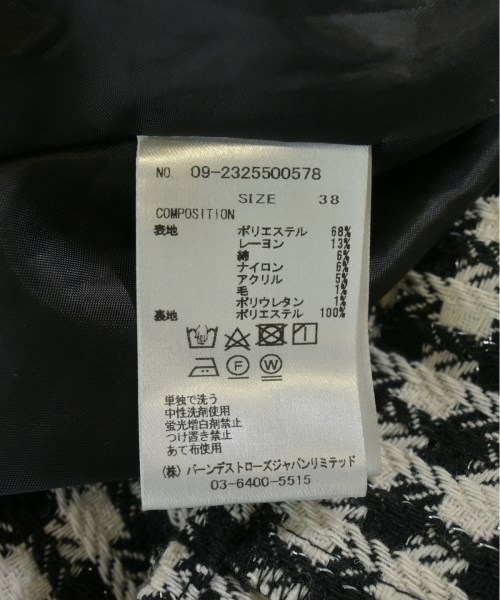 NO. 09-2325500578
SIZE 38
COMPOSITION
表地 ポリエステル 68%
レーヨン 13%
綿 6%
ナイロン 6%
アクリル 5%
毛 1%
ポリウレタン 1%
裏地 ポリエステル 100%
F W
単独で洗う
中性洗剤使用
蛍光増白剤禁止
つけ置き禁止
あて布使用
(株) バーンデストローズジャパンリミテッド
03-6400-5515